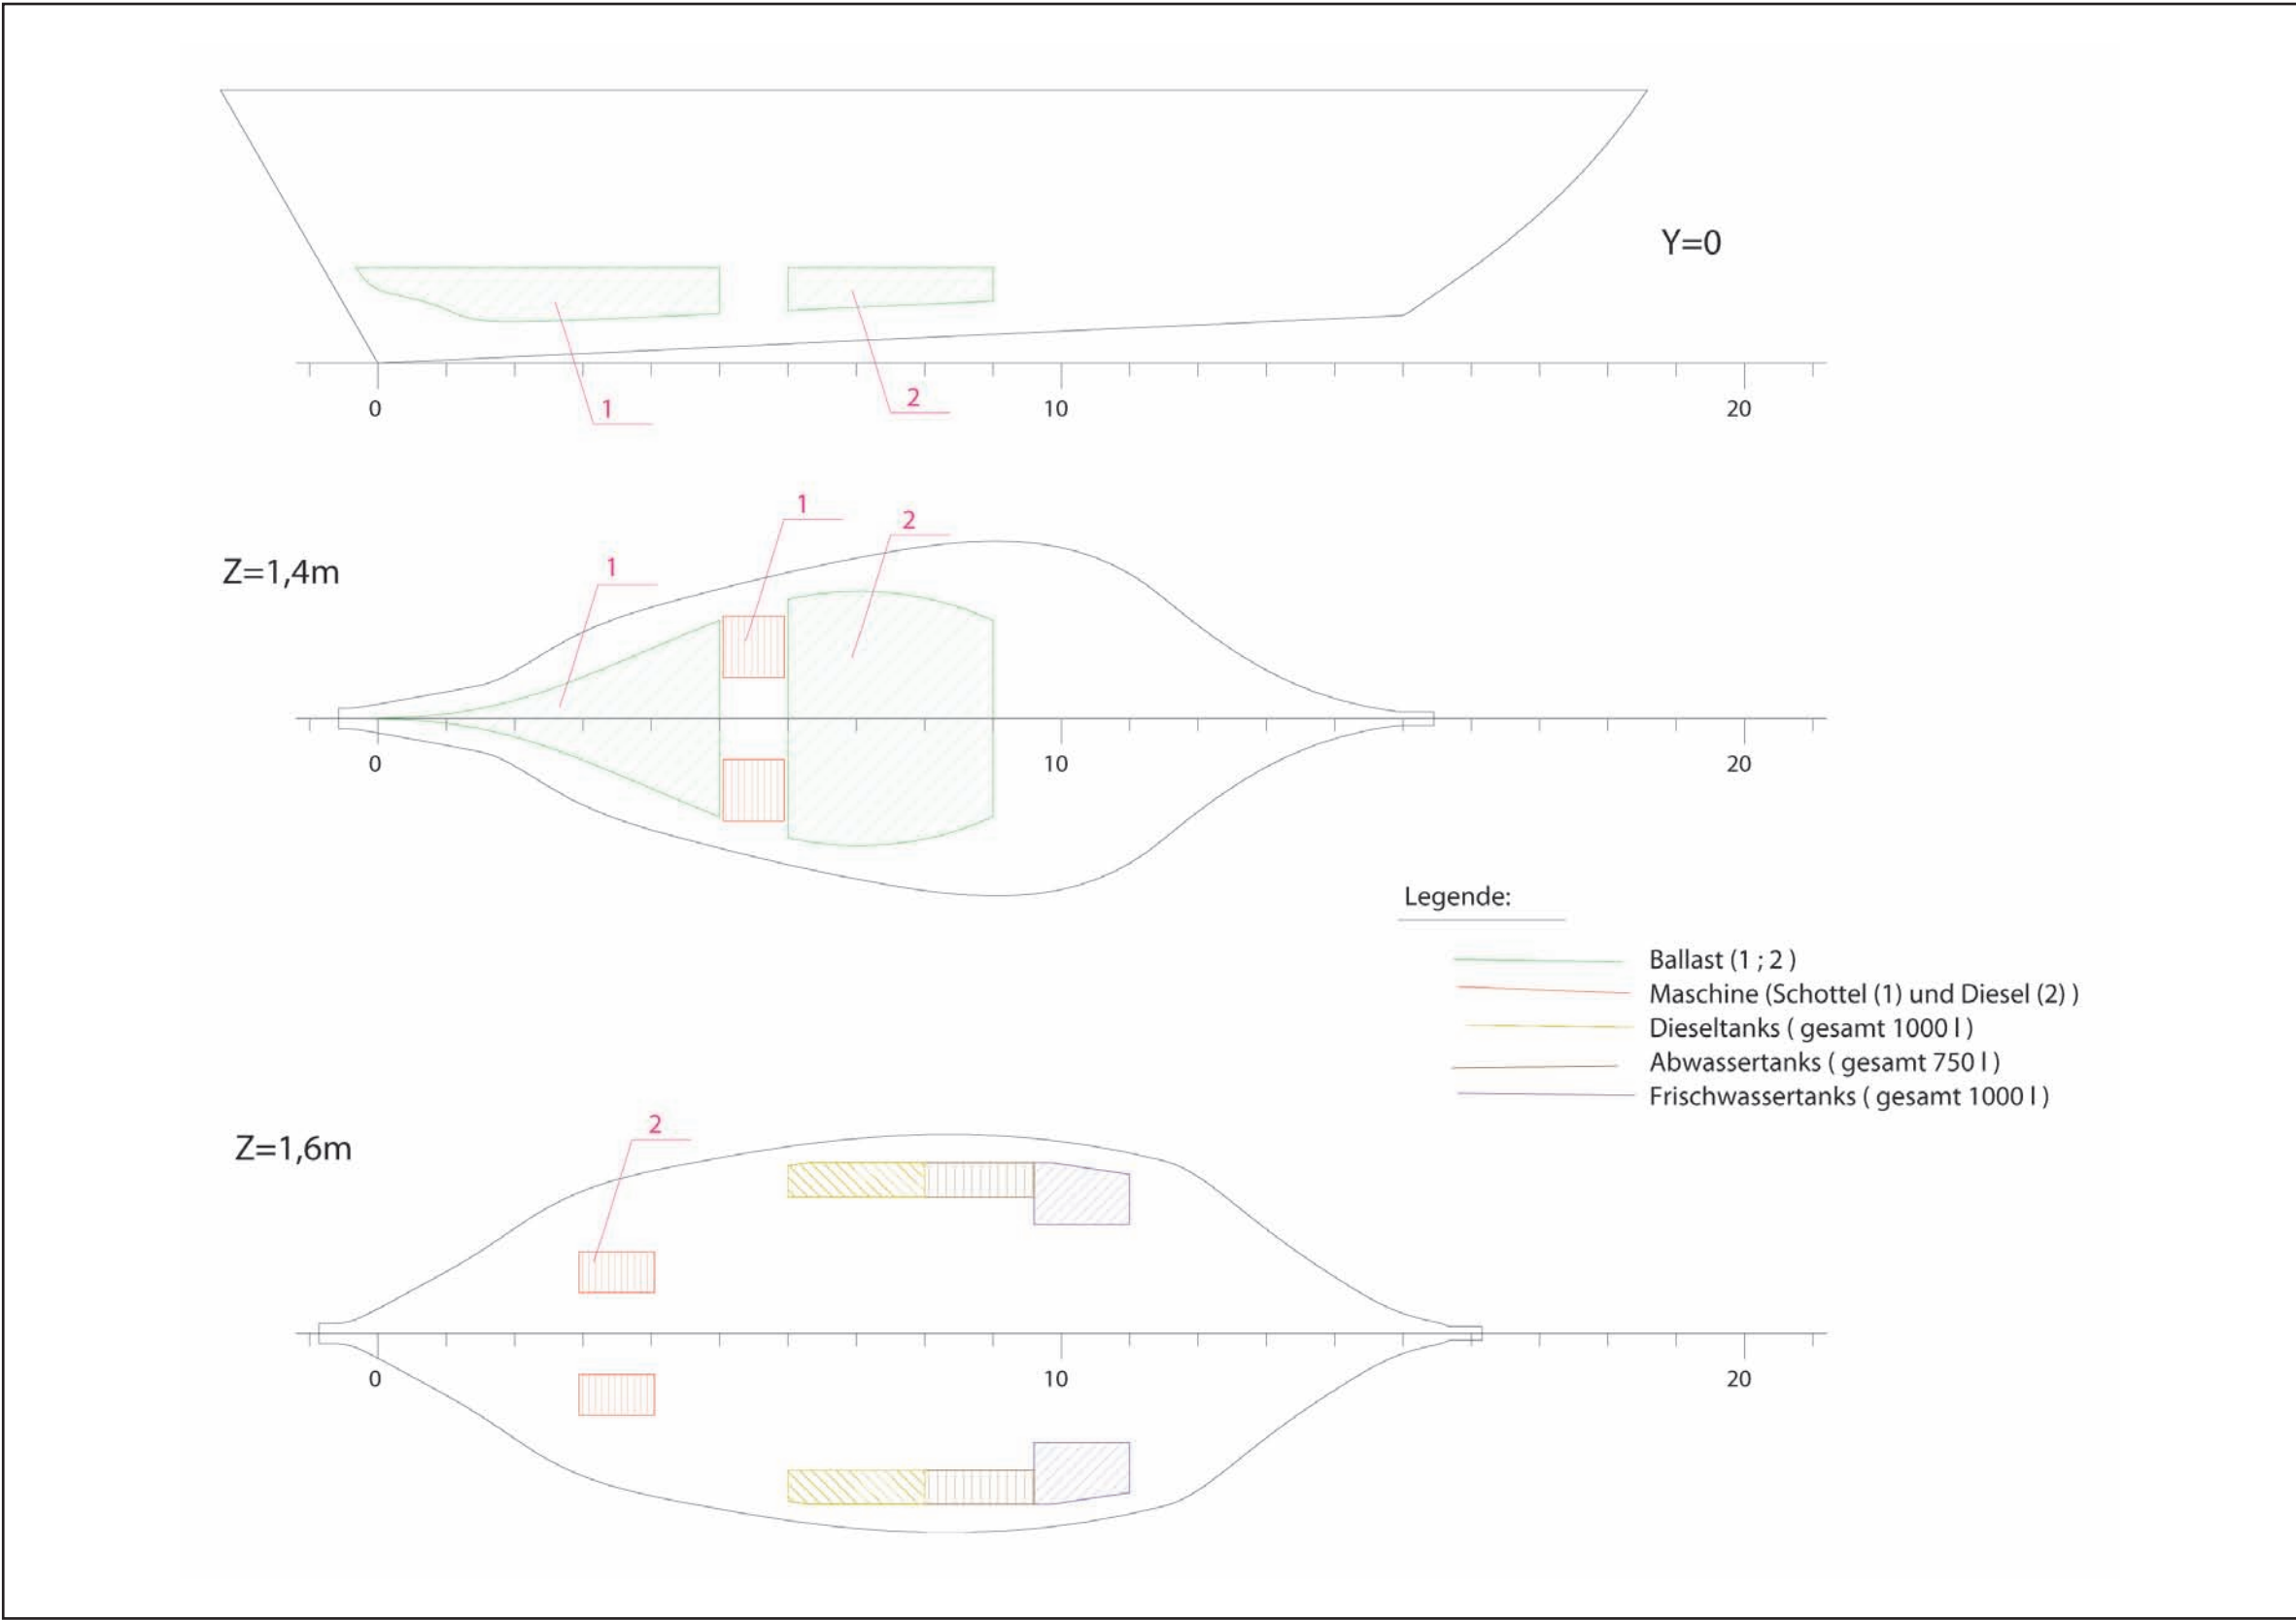 Y=0
0 10 20
1
2
1
2
1
Z=1,4m
0 10 20
Legende:
Ballast (1 ; 2 )
Maschine (Schottel (1) und Diesel (2) )
Dieseltanks ( gesamt 1000 l )
Abwassertanks ( gesamt 750 l )
Frischwassertanks ( gesamt 1000 l )
2
Z=1,6m
0 10 20